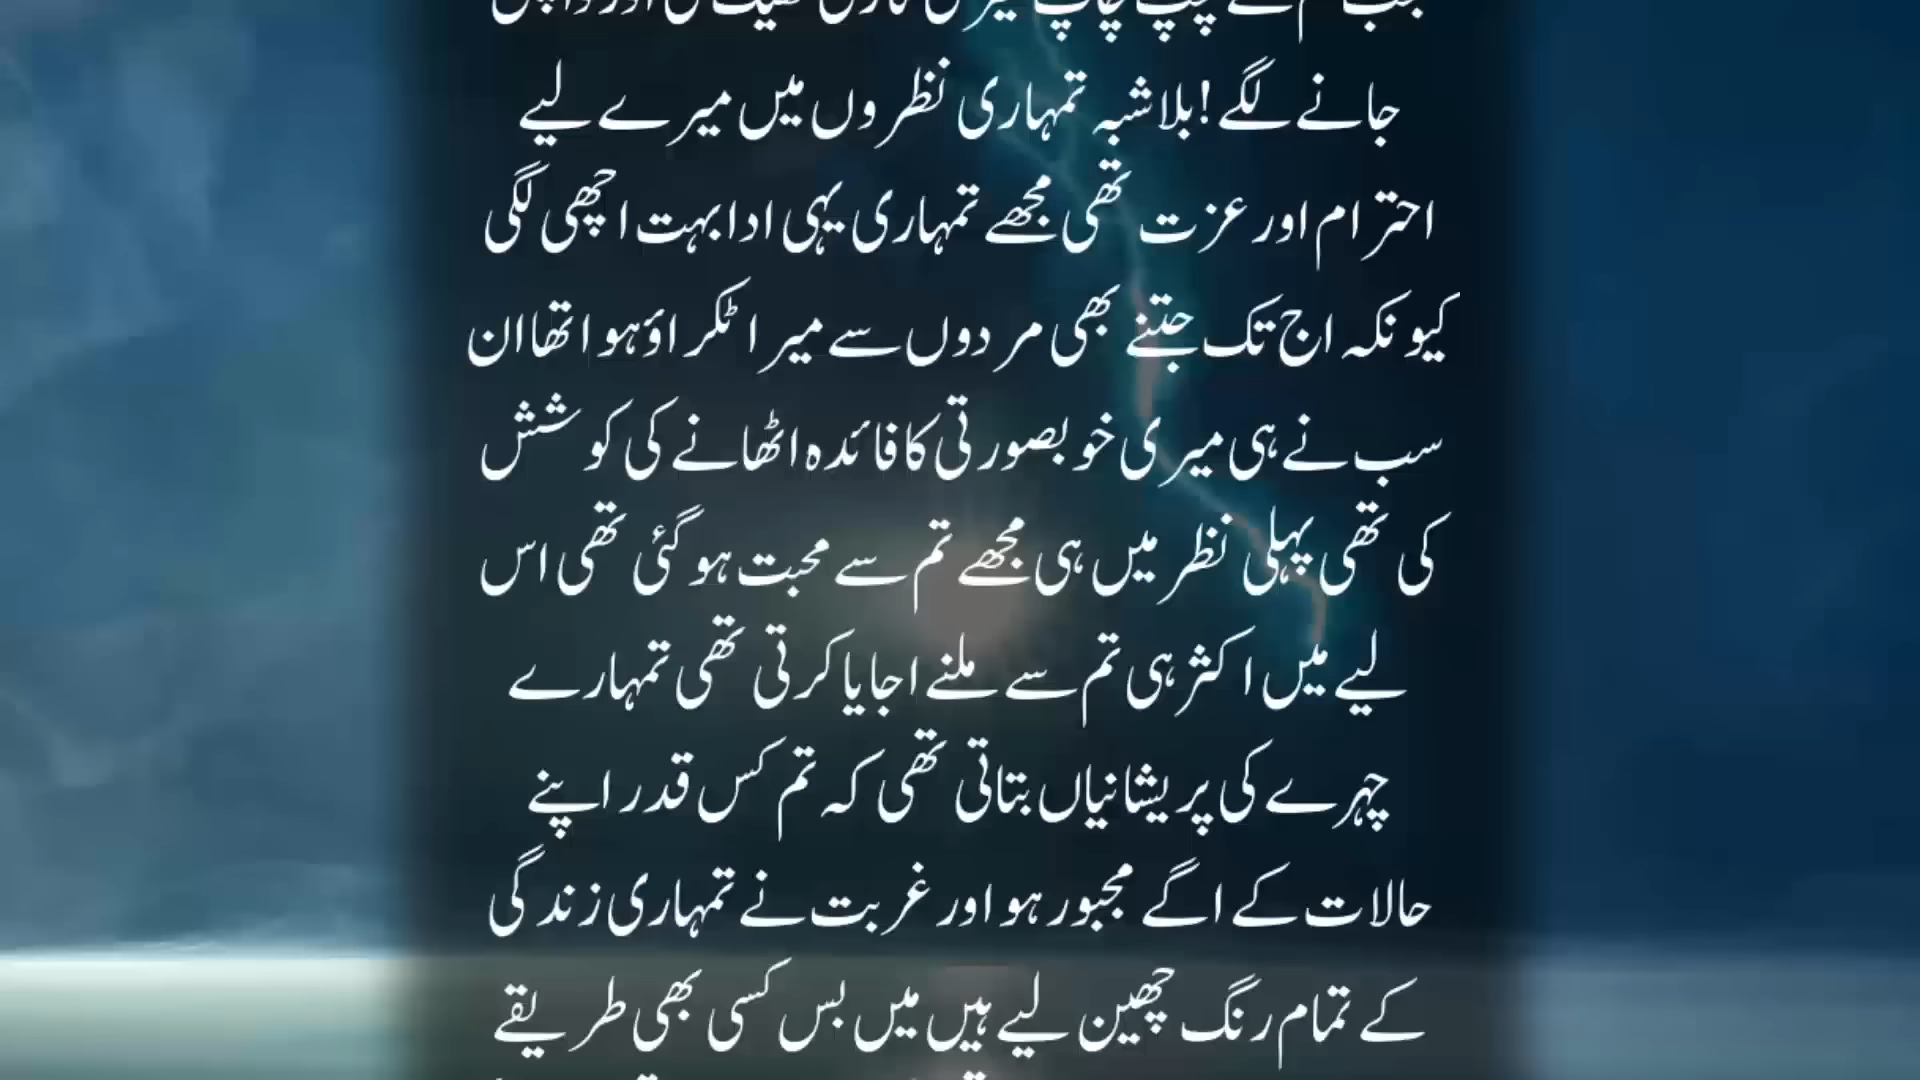 جانے لگے !بلاشبہ تمہاری نظروں میں میرے لیے
احترام اور عزت تھی مجھے تمہاری یہی ادا بہت اچھی لگی
کیونکہ اج تک جتنے بھی مردوں سے میرا ٹکراؤ ہوا تھا ان
سب نے ہی میری خوبصورتی کا فائدہ اٹھانے کی کوشش
کی تھی پہلی نظر میں ہی مجھے تم سے محبت ہو گئی تھی اس
لیے میں اکثر ہی تم سے ملنے اجایا کرتی تھی تمہارے
چہرے کی پریشانیاں بتاتی تھی کہ تم کس قدر اپنے
حالات کے اگے مجبور ہو اور غربت نے تمہاری زندگی
کے تمام رنگ چھین لیے ہیں میں بس کسی بھی طریقے